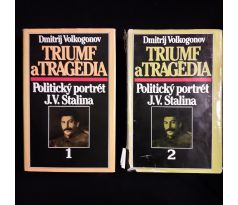 Dmitrij Volkogonov
TRIUMF
a TRAGÉDIA
Politický portrét
J.V. Stalina
1
Dmitrij Volkogonov
TRIUMF
a TRAGÉDIA
Politický portrét
J.V. Stalina
2